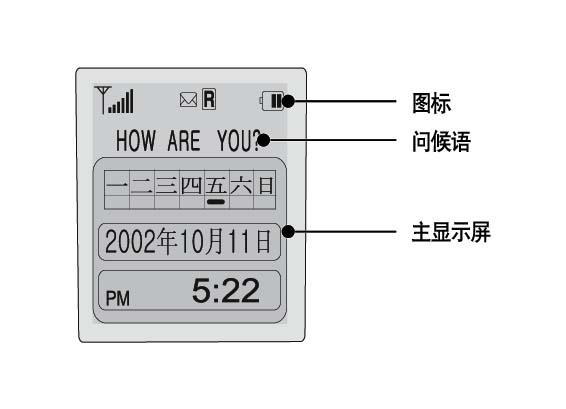 R
图标
HOW ARE YOU?
问候语
一二三四五六日
主显示屏
2002年10月11日
PM 5:22